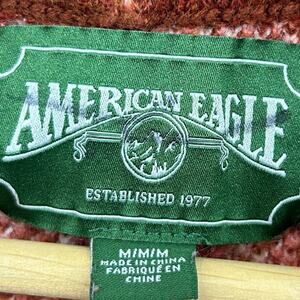 AMERICAN EAGLE
ESTABLISHED 1977
M/M/M
MADE IN CHINA
FABRIQUÉ EN
CHINE